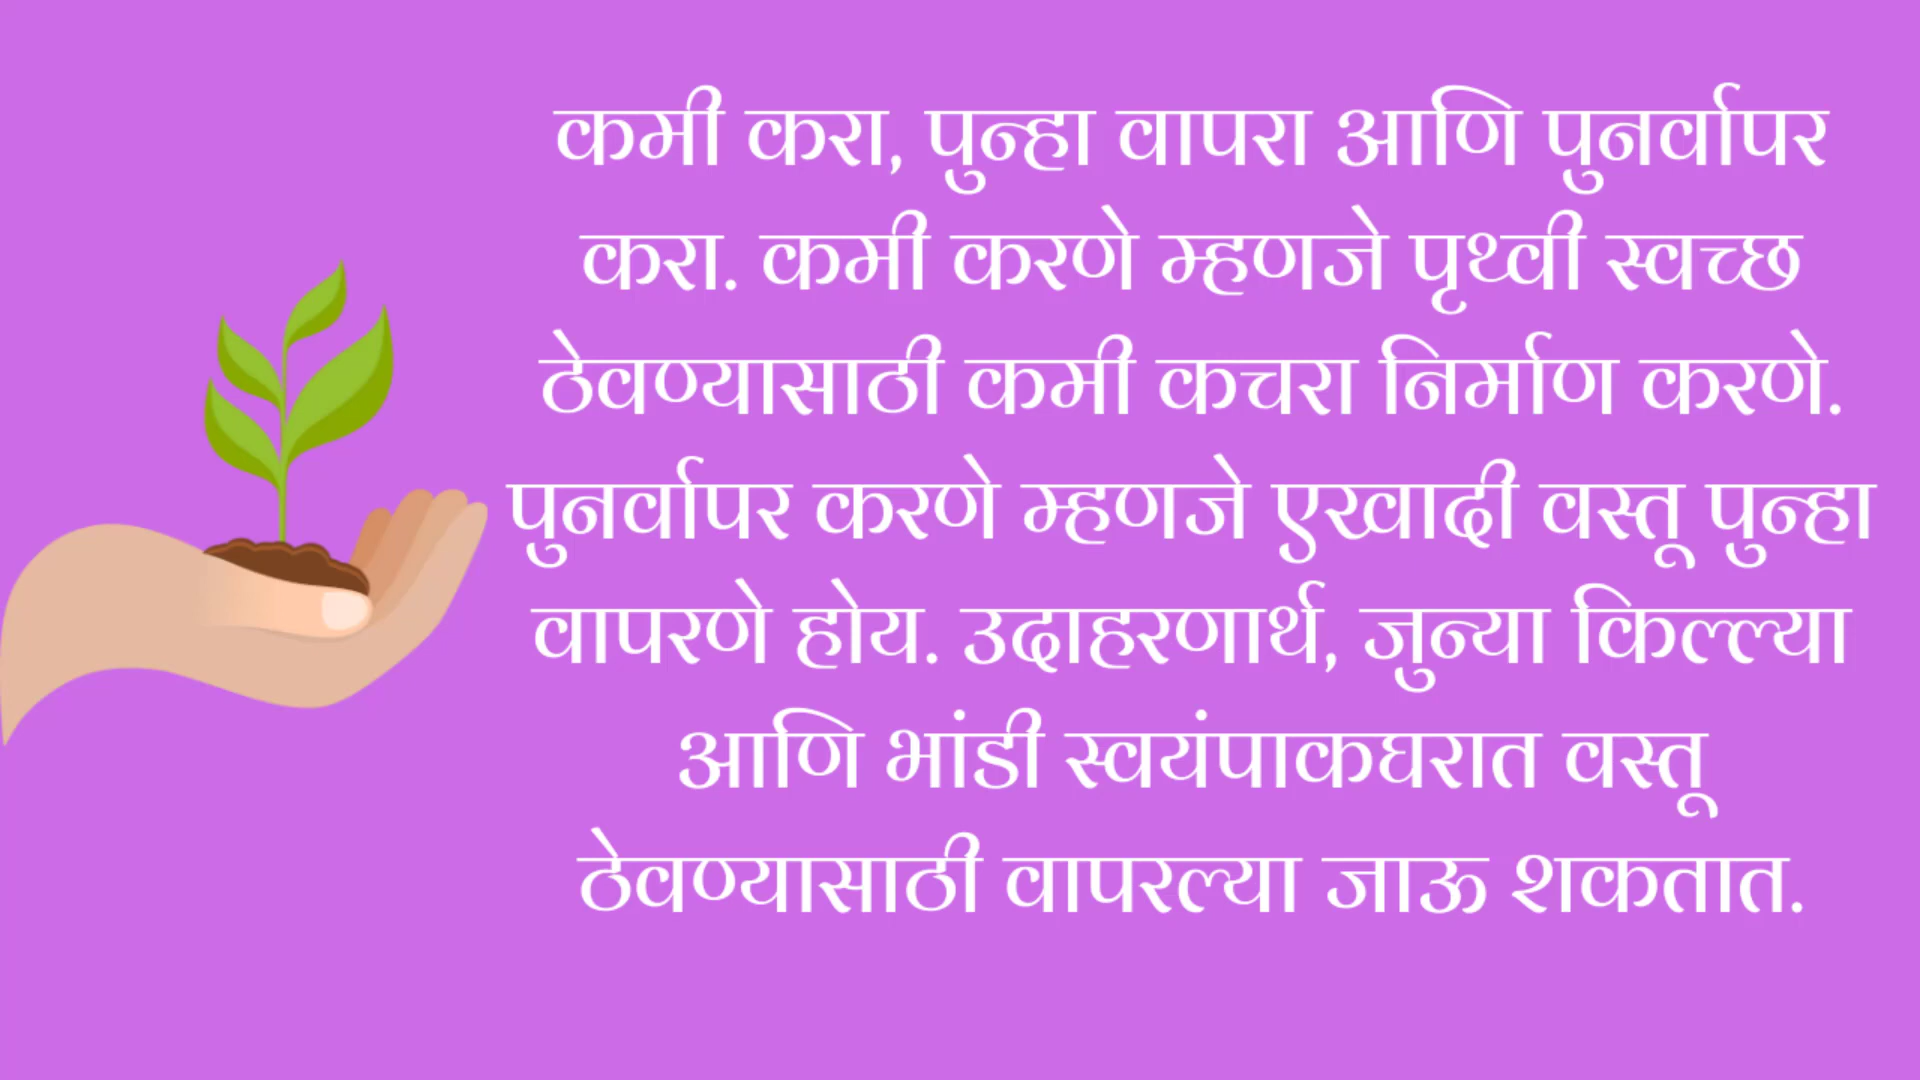 कमी करा, पुन्हा वापरा आणि पुनर्वापर
करा. कमी करणे म्हणजे पृथ्वी स्वच्छ
ठेवण्यासाठी कमी कचरा निर्माण करणे.
पुनर्वापर करणे म्हणजे एखादी वस्तू पुन्हा
वापरणे होय. उदाहरणार्थ, जुन्या किल्ल्या
आणि भांडी स्वयंपाकघरात वस्तू
ठेवण्यासाठी वापरल्या जाऊ शकतात.